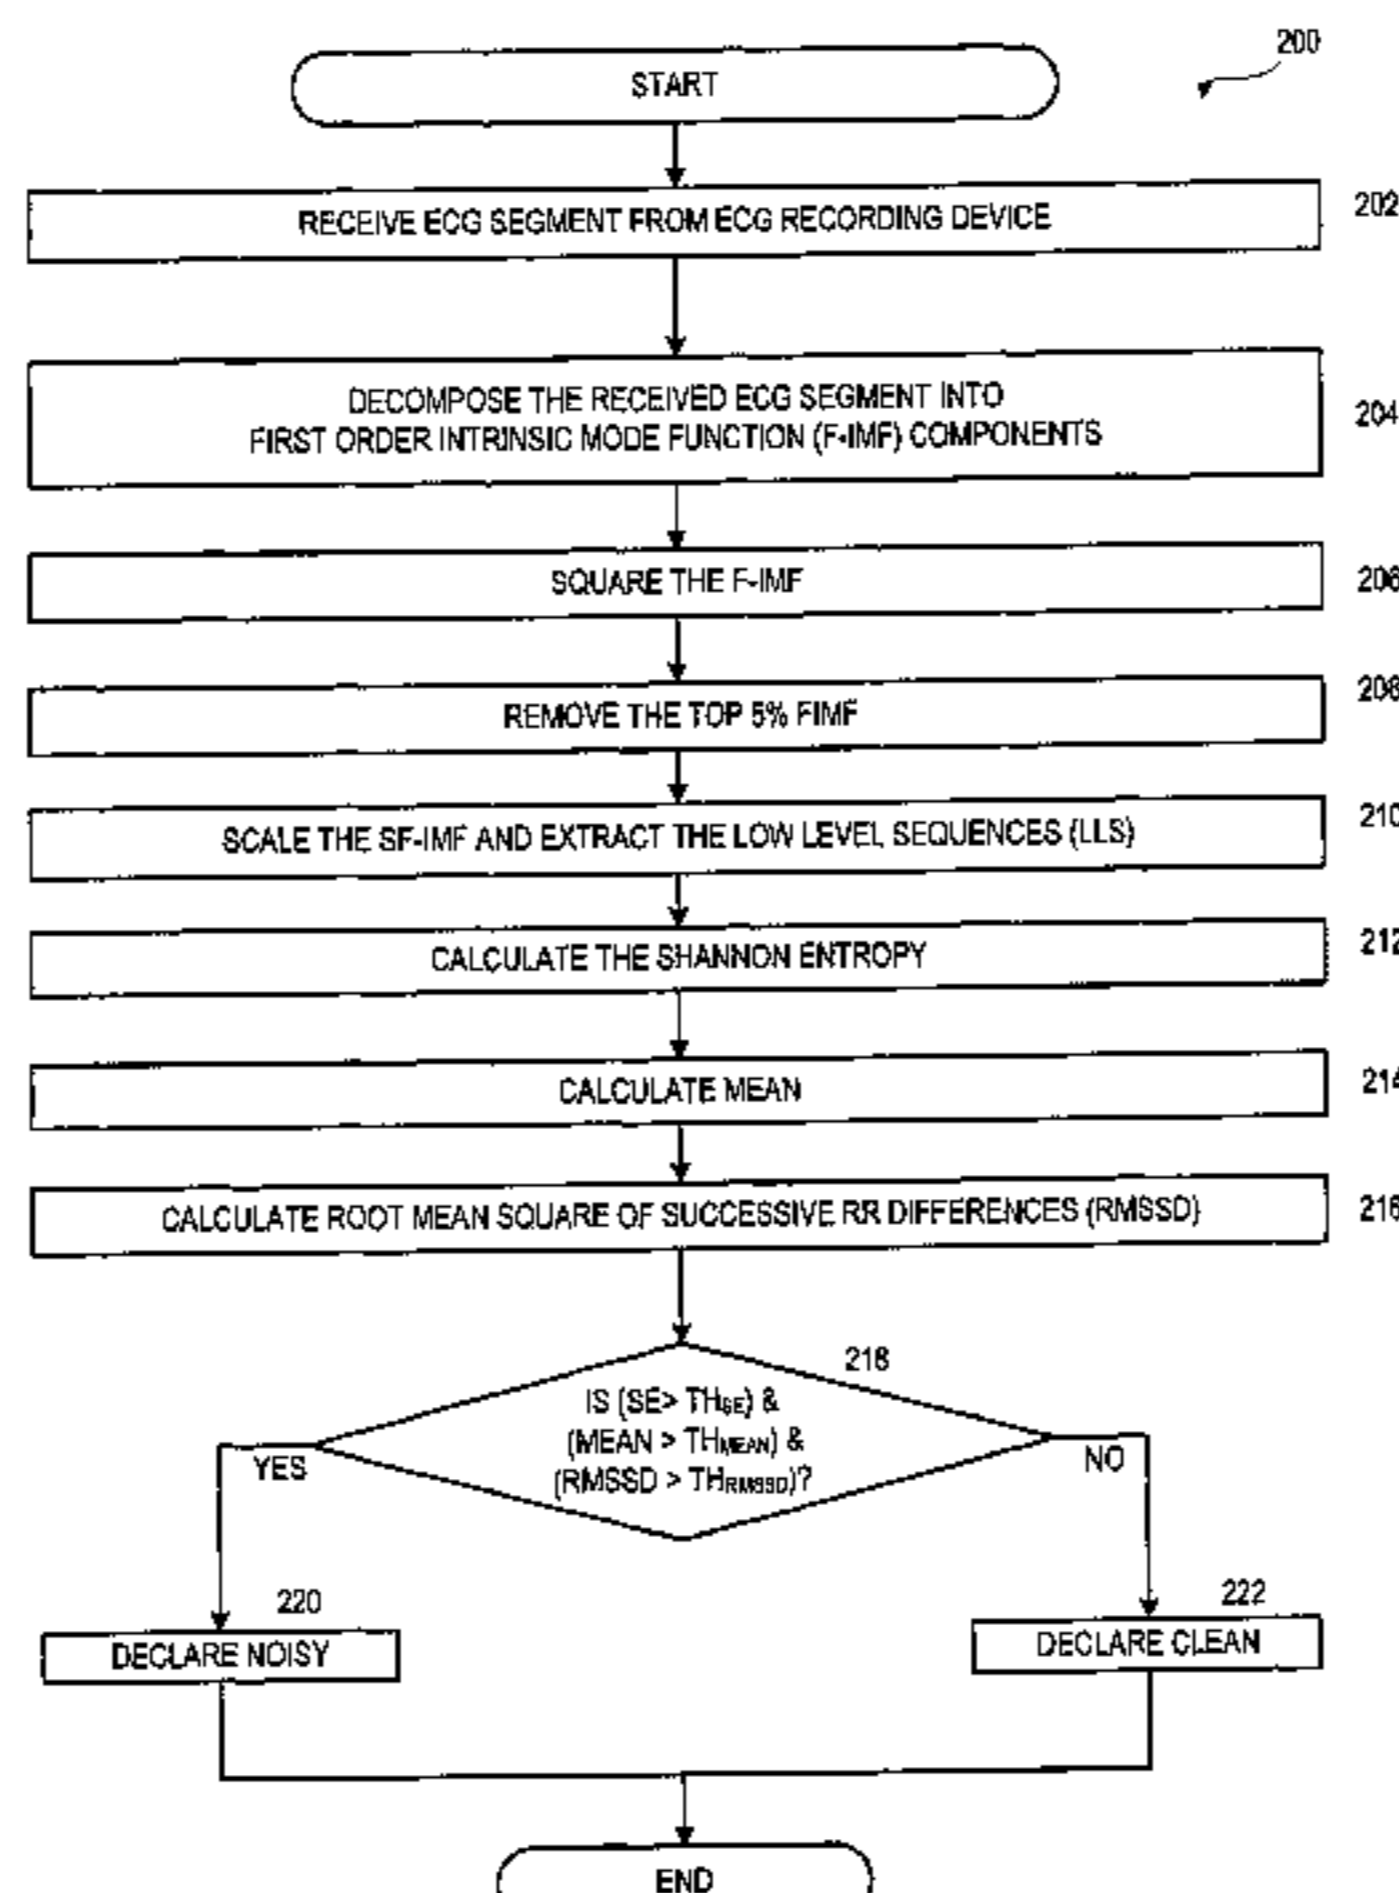 200
START
RECEIVE ECG SEGMENT FROM ECG RECORDING DEVICE
202
DECOMPOSE THE RECEIVED ECG SEGMENT INTO
FIRST ORDER INTRINSIC MODE FUNCTION (F-IMF) COMPONENTS
204
SQUARE THE F-IMF
206
REMOVE THE TOP 5% FIMF
208
SCALE THE SF-IMF AND EXTRACT THE LOW LEVEL SEQUENCES (LLS)
210
CALCULATE THE SHANNON ENTROPY
212
CALCULATE MEAN
214
CALCULATE ROOT MEAN SQUARE OF SUCCESSIVE RR DIFFERENCES (RMSSD)
216
218
IS (SE> THSE) &
(MEAN > THMEAN) &
(RMSSD > THRMSSD)?
YES
NO
220
DECLARE NOISY
222
DECLARE CLEAN
END